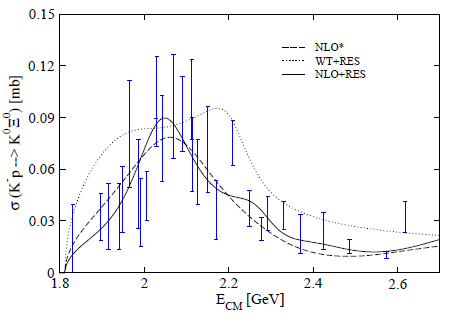 0.15
NLO*
WT+RES
NLO+RES
0.12
0.09
0.06
0.03
0
σ (K⁻p --> K⁰Ξ⁰) [mb]
1.8 2 2.2 2.4 2.6
E_CM [GeV]